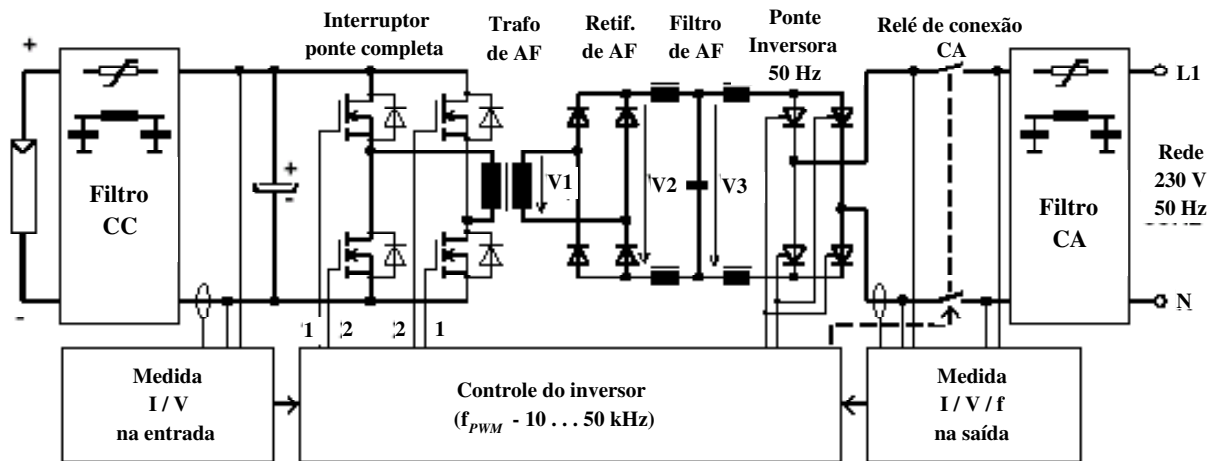 Interruptor
ponte completa
Trafo
de AF
Retif.
de AF
Filtro
de AF
Ponte
Inversora
50 Hz
Relé de conexão
CA
+
-
Filtro
CC
+
-
V1
V2
V3
Filtro
CA
L1
Rede
230 V
50 Hz
N
1 2 2 1
Medida
I / V
na entrada
Controle do inversor
(fPWM - 10 . . . 50 kHz)
Medida
I / V / f
na saída